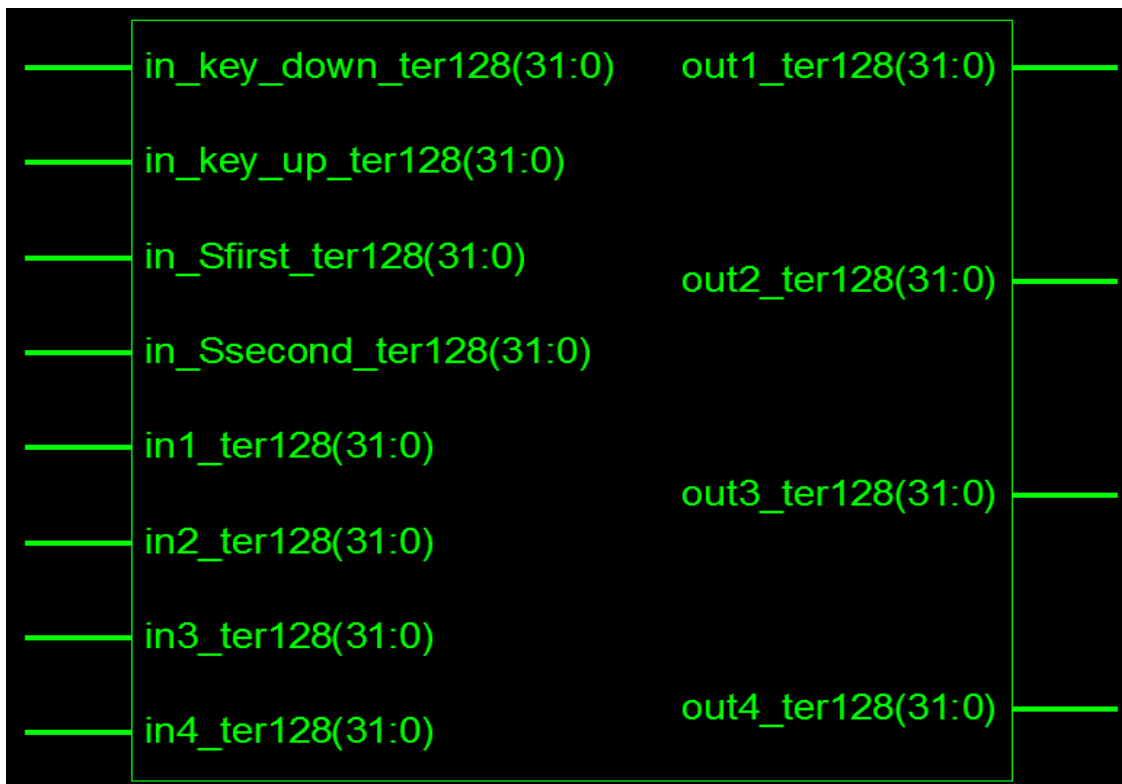 in_key_down_ter128(31:0)
out1_ter128(31:0)
in_key_up_ter128(31:0)
in_Sfirst_ter128(31:0)
out2_ter128(31:0)
in_Ssecond_ter128(31:0)
in1_ter128(31:0)
out3_ter128(31:0)
in2_ter128(31:0)
in3_ter128(31:0)
out4_ter128(31:0)
in4_ter128(31:0)